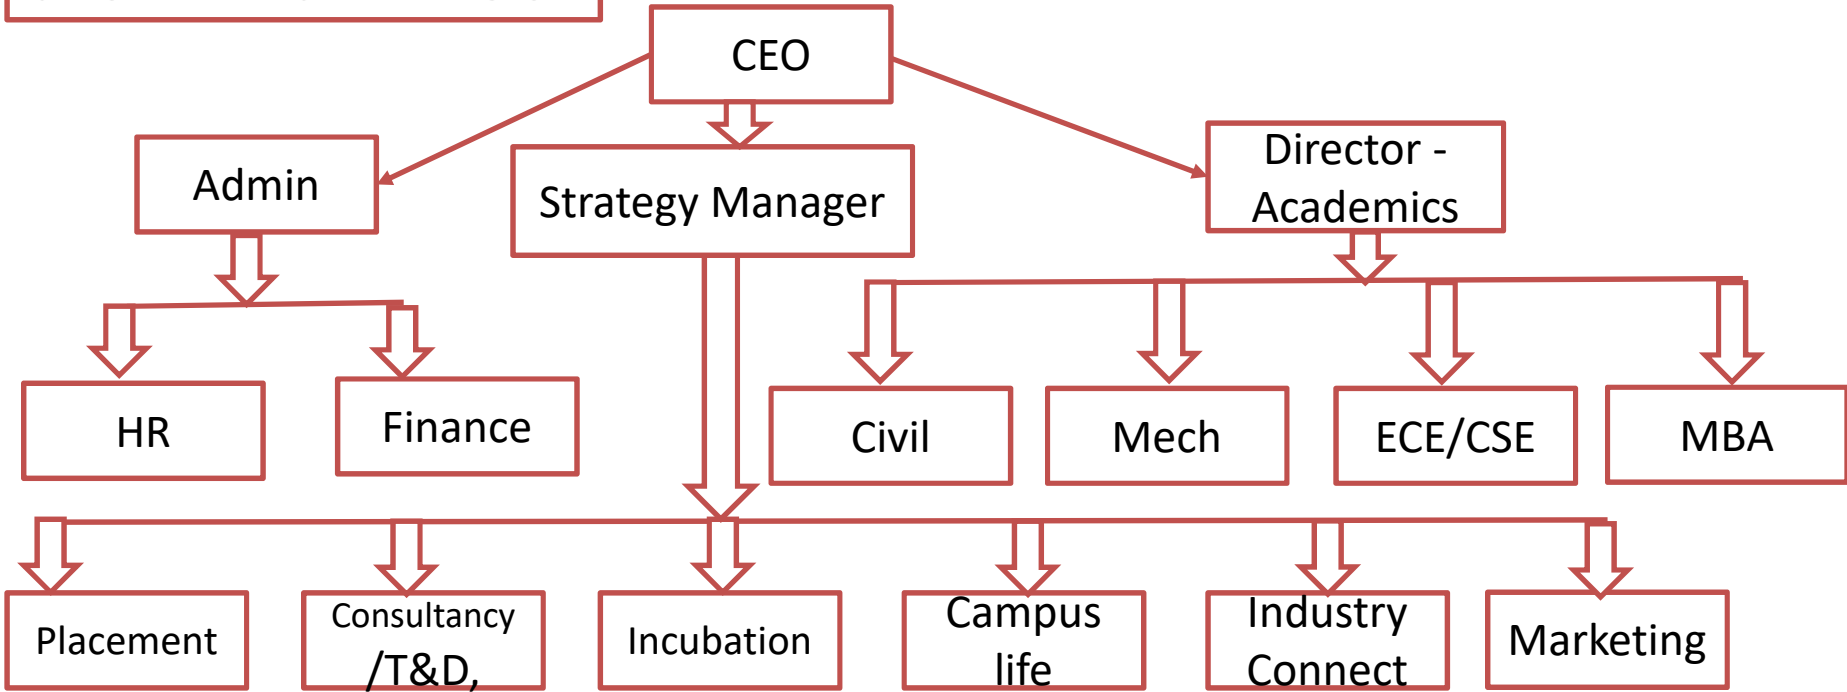 CEO
Admin
Strategy Manager
Director -
Academics
HR
Finance
Civil
Mech
ECE/CSE
MBA
Placement
Consultancy
/T&D,
Incubation
Campus
life
Industry
Connect
Marketing